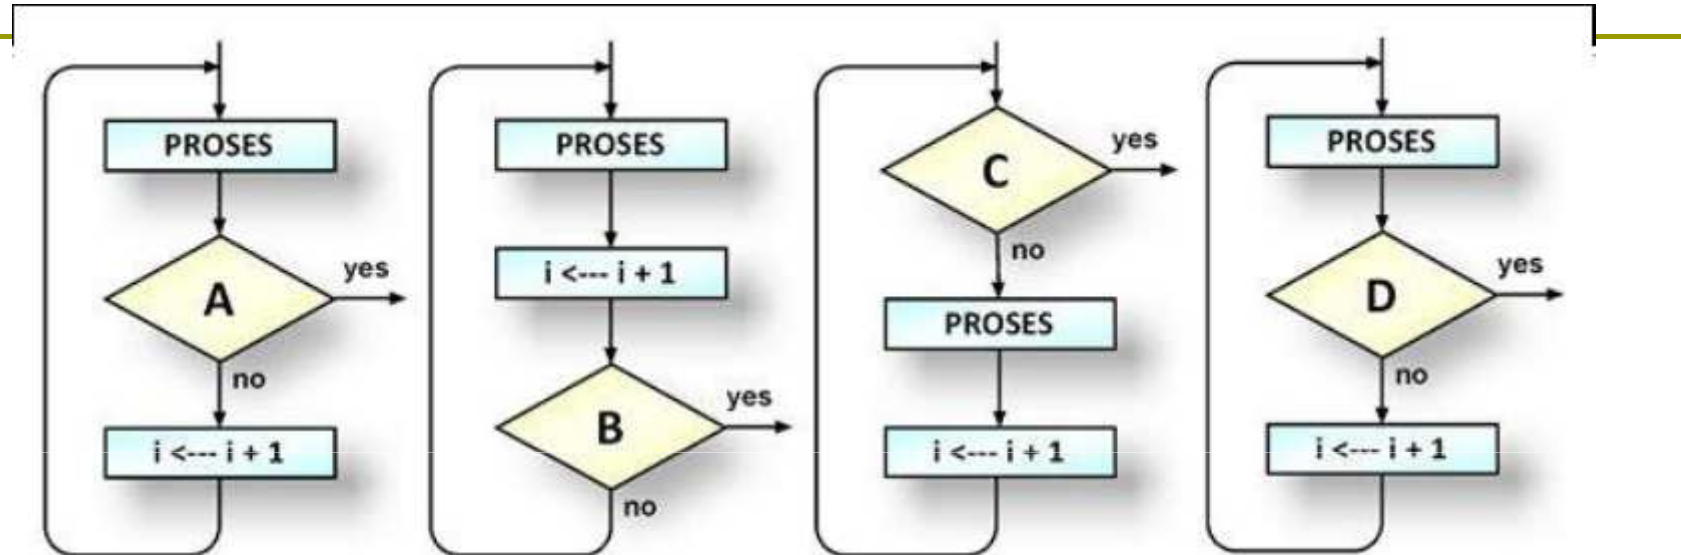 PROSES
A
yes
no
i <--- i + 1
PROSES
i <--- i + 1
B
yes
no
C
yes
no
PROSES
i <--- i + 1
PROSES
D
yes
no
i <--- i + 1